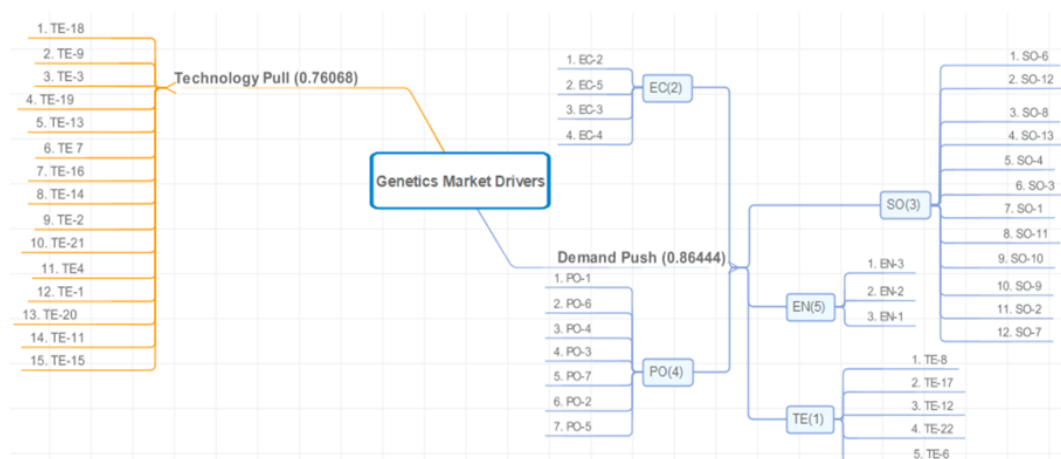 1. TE-18
2. TE-9
3. TE-3
4. TE-19
5. TE-13
6. TE 7
7. TE-16
8. TE-14
9. TE-2
10. TE-21
11. TE4
12. TE-1
13. TE-20
14. TE-11
15. TE-15
Technology Pull (0.76068)
Genetics Market Drivers
Demand Push (0.86444)
1. EC-2
2. EC-5
3. EC-3
4. EC-4
EC(2)
1. PO-1
2. PO-6
3. PO-4
4. PO-3
5. PO-7
6. PO-2
7. PO-5
PO(4)
SO(3)
1. SO-6
2. SO-12
3. SO-8
4. SO-13
5. SO-4
6. SO-3
7. SO-1
8. SO-11
9. SO-10
10. SO-9
11. SO-2
12. SO-7
EN(5)
1. EN-3
2. EN-2
3. EN-1
TE(1)
1. TE-8
2. TE-17
3. TE-12
4. TE-22
5. TE-6